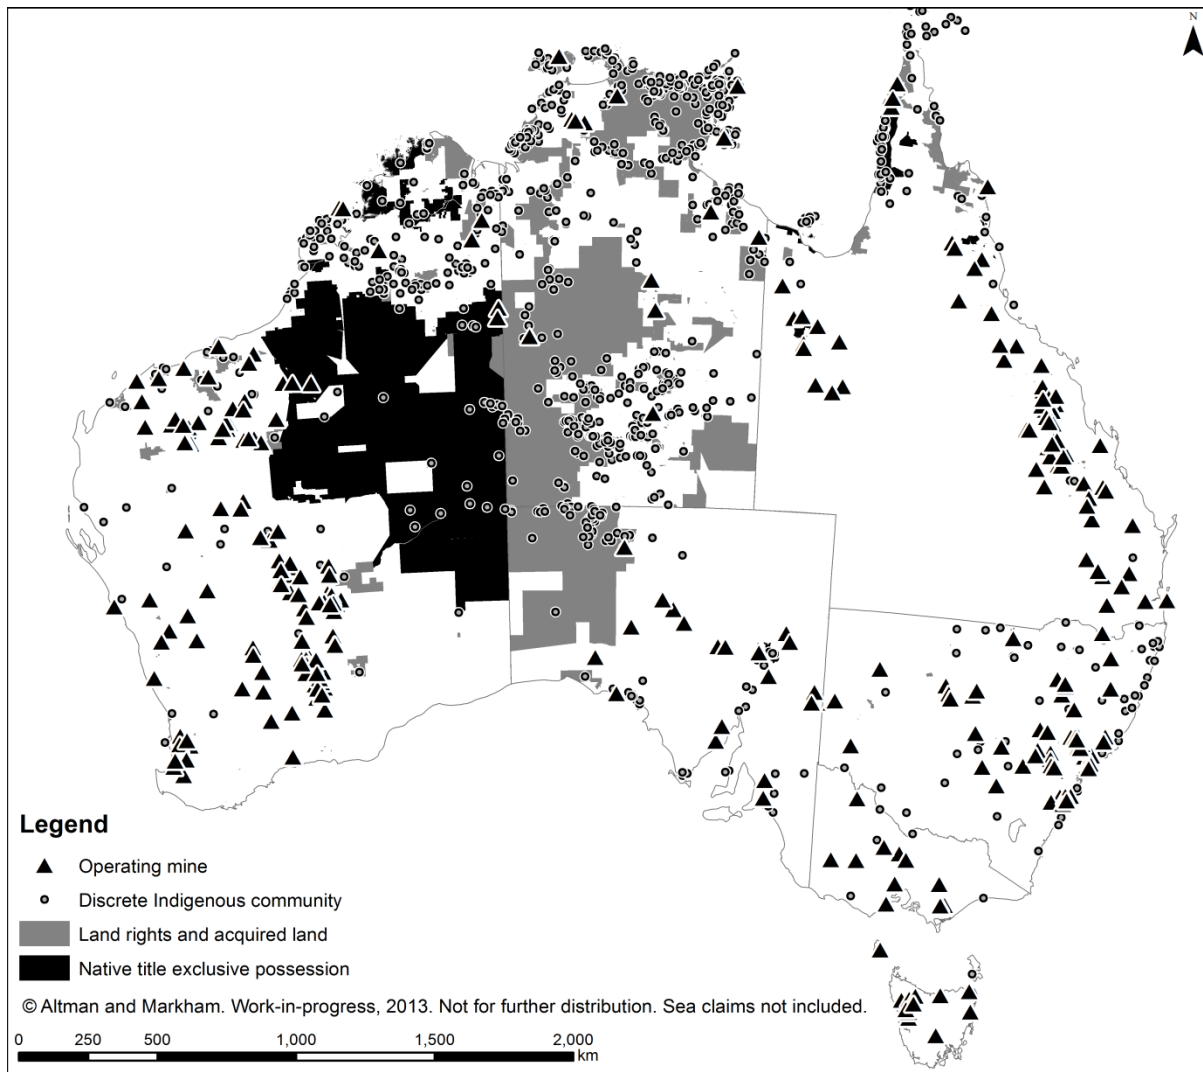 N
Legend
Operating mine
Discrete Indigenous community
Land rights and acquired land
Native title exclusive possession
© Altman and Markham. Work-in-progress, 2013. Not for further distribution. Sea claims not included.
0 250 500 1,000 1,500 2,000
km